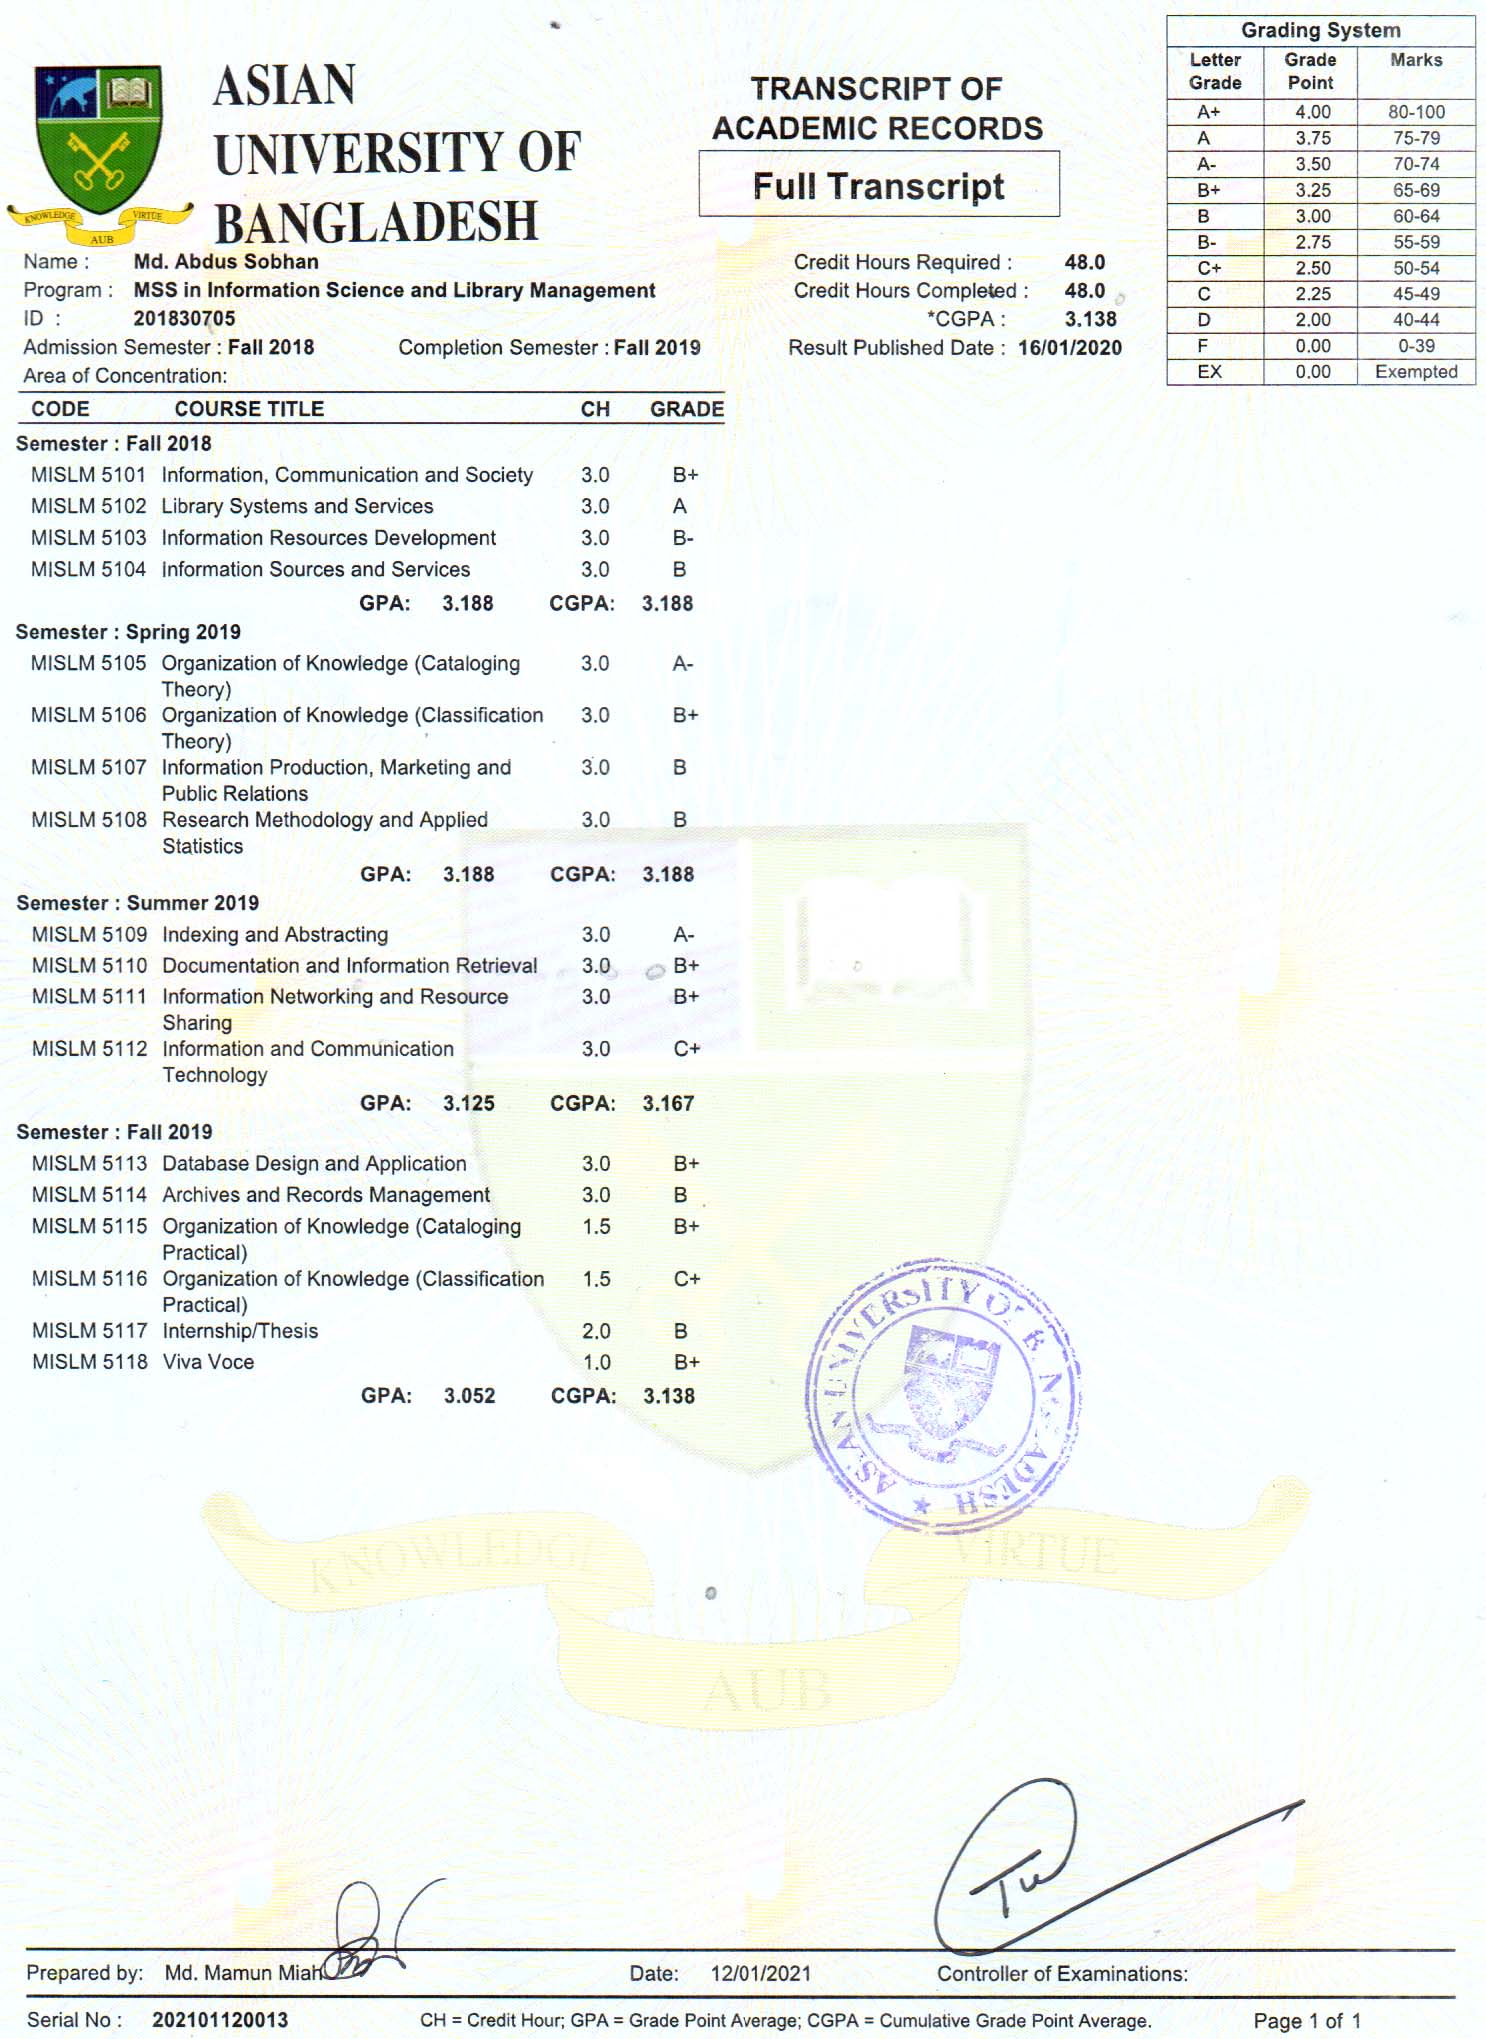 ASIAN
UNIVERSITY OF
BANGLADESH
KNOWLEDGE VIRTUE
AUB
TRANSCRIPT OF
ACADEMIC RECORDS
Full Transcript
Grading System
Letter Grade Grade Point Marks
A+ 4.00 80-100
A 3.75 75-79
A- 3.50 70-74
B+ 3.25 65-69
B 3.00 60-64
B- 2.75 55-59
C+ 2.50 50-54
C 2.25 45-49
D 2.00 40-44
F 0.00 0-39
EX 0.00 Exempted
Name : Md. Abdus Sobhan
Program : MSS in Information Science and Library Management
ID : 201830705
Admission Semester : Fall 2018 Completion Semester : Fall 2019
Area of Concentration:
Credit Hours Required : 48.0
Credit Hours Completed : 48.0
*CGPA : 3.138
Result Published Date : 16/01/2020
CODE COURSE TITLE CH GRADE
Semester : Fall 2018
MISLM 5101 Information, Communication and Society 3.0 B+
MISLM 5102 Library Systems and Services 3.0 A
MISLM 5103 Information Resources Development 3.0 B-
MISLM 5104 Information Sources and Services 3.0 B
GPA: 3.188 CGPA: 3.188
Semester : Spring 2019
MISLM 5105 Organization of Knowledge (Cataloging 3.0 A-
Theory)
MISLM 5106 Organization of Knowledge (Classification 3.0 B+
Theory)
MISLM 5107 Information Production, Marketing and 3.0 B
Public Relations
MISLM 5108 Research Methodology and Applied 3.0 B
Statistics
GPA: 3.188 CGPA: 3.188
Semester : Summer 2019
MISLM 5109 Indexing and Abstracting 3.0 A-
MISLM 5110 Documentation and Information Retrieval 3.0 B+
MISLM 5111 Information Networking and Resource 3.0 B+
Sharing
MISLM 5112 Information and Communication 3.0 C+
Technology
GPA: 3.125 CGPA: 3.167
Semester : Fall 2019
MISLM 5113 Database Design and Application 3.0 B+
MISLM 5114 Archives and Records Management 3.0 B
MISLM 5115 Organization of Knowledge (Cataloging 1.5 B+
Practical)
MISLM 5116 Organization of Knowledge (Classification 1.5 C+
Practical)
MISLM 5117 Internship/Thesis 2.0 B
MISLM 5118 Viva Voce 1.0 B+
GPA: 3.052 CGPA: 3.138
ASIAN UNIVERSITY OF BANGLADESH
KNOWLEDGE VIRTUE
AUB
Prepared by: Md. Mamun Miah Date: 12/01/2021 Controller of Examinations:
Serial No : 202101120013 CH = Credit Hour; GPA = Grade Point Average; CGPA = Cumulative Grade Point Average. Page 1 of 1